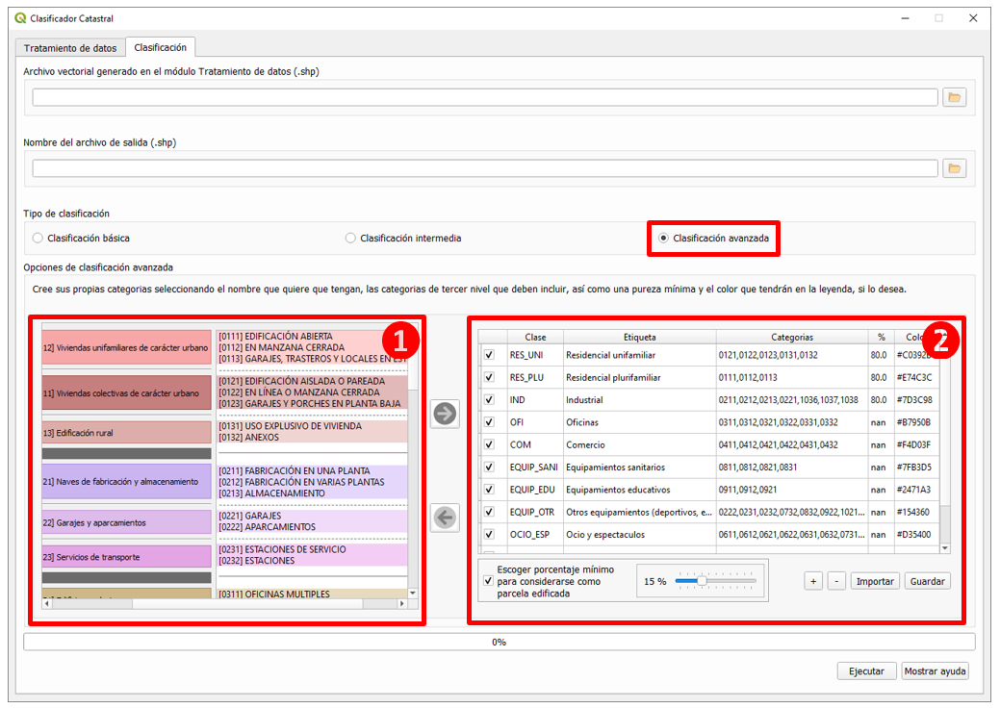 Clasificador Catastral
Tratamiento de datos
Clasificación
Archivo vectorial generado en el módulo Tratamiento de datos (.shp)
Nombre del archivo de salida (.shp)
Tipo de clasificación
Clasificación básica
Clasificación intermedia
Clasificación avanzada
Opciones de clasificación avanzada
Cree sus propias categorias seleccionando el nombre que quiere que tengan, las categorias de tercer nivel que deben incluir, así como una pureza mínima y el color que tendrán en la leyenda, si lo desea.
1
12] Viviendas unifamiliares de carácter urbano
[0111] EDIFICACIÓN ABIERTA
[0112] EN MANZANA CERRADA
[0113] GARAJES, TRASTEROS Y LOCALES EN EST
11] Viviendas colectivas de carácter urbano
[0121] EDIFICACIÓN AISLADA O PAREADA
[0122] EN LÍNEA O MANZANA CERRADA
[0123] GARAJES Y PORCHES EN PLANTA BAJA
13] Edificación rural
[0131] USO EXPLUSIVO DE VIVIENDA
[0132] ANEXOS
21] Naves de fabricación y almacenamiento
[0211] FABRICACIÓN EN UNA PLANTA
[0212] FABRICACIÓN EN VARIAS PLANTAS
[0213] ALMACENAMIENTO
22] Garajes y aparcamientos
[0221] GARAJES
[0222] APARCAMIENTOS
23] Servicios de transporte
[0231] ESTACIONES DE SERVICIO
[0232] ESTACIONES
[0311] OFICINAS MULTIPLES
2
Clase Etiqueta Categorias % Colo
RES_UNI Residencial unifamiliar 0121,0122,0123,0131,0132 80.0 #C0392B
RES_PLU Residencial plurifamiliar 0111,0112,0113 80.0 #E74C3C
IND Industrial 0211,0212,0213,0221,1036,1037,1038 80.0 #7D3C98
OFI Oficinas 0311,0312,0321,0322,0331,0332 nan #B7950B
COM Comercio 0411,0412,0421,0422,0431,0432 nan #F4D03F
EQUIP_SANI Equipamientos sanitarios 0811,0812,0821,0831 nan #7FB3D5
EQUIP_EDU Equipamientos educativos 0911,0912,0921 nan #2471A3
EQUIP_OTR Otros equipamientos (deportivos, e... 0222,0231,0232,0732,0832,0922,1021... nan #154360
OCIO_ESP Ocio y espectaculos 0611,0612,0621,0622,0631,0632,0731... nan #D35400
Escoger porcentaje mínimo
para considerarse como
parcela edificada
15 %
+
-
Importar
Guardar
0%
Ejecutar
Mostrar ayuda